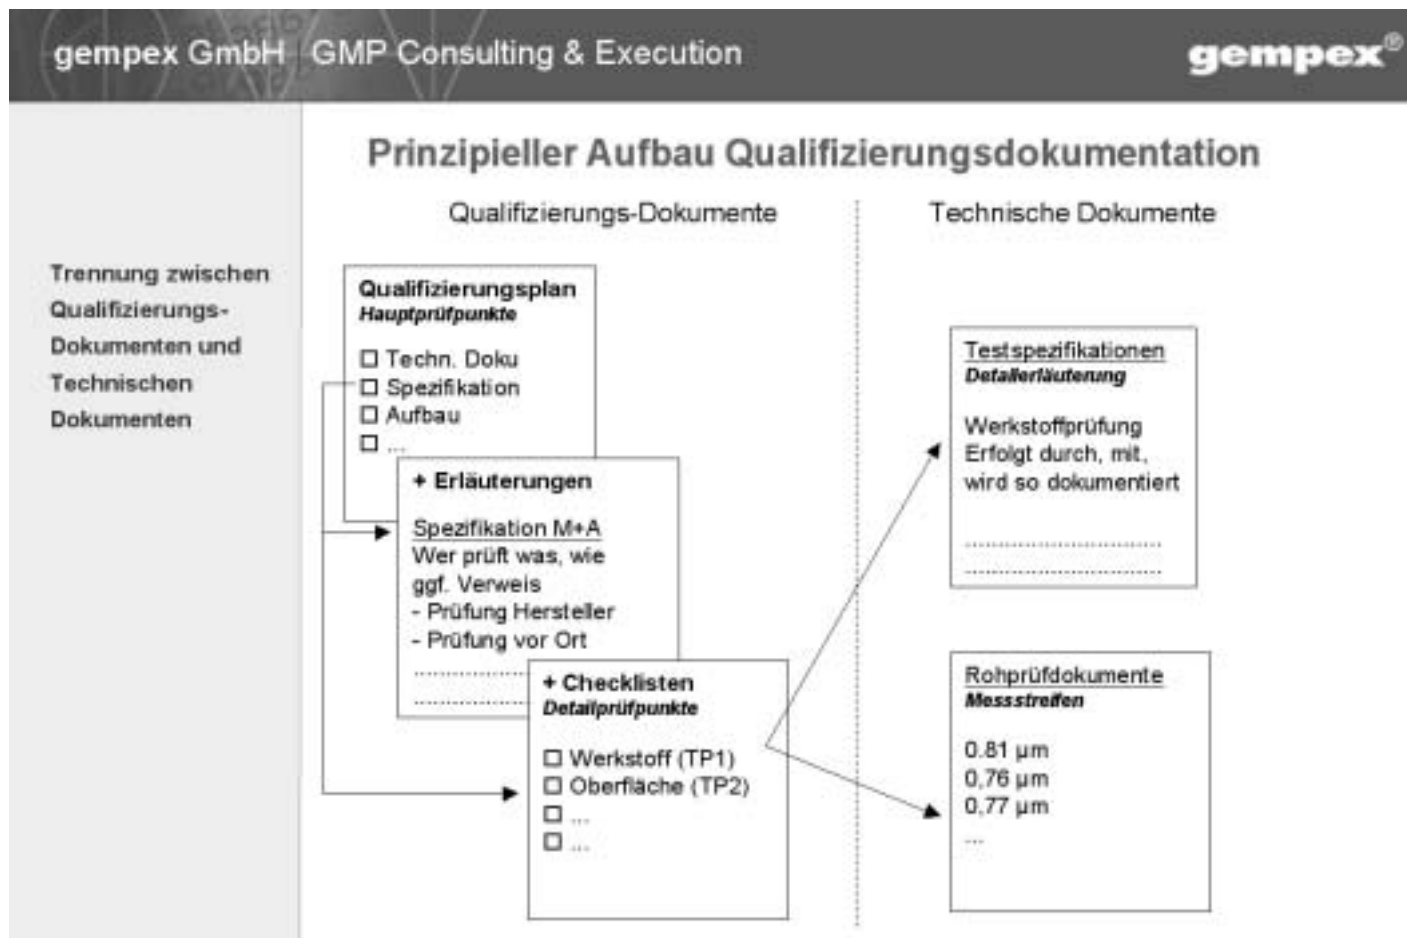 gempex GmbH GMP Consulting & Execution
gempex®
Prinzipieller Aufbau Qualifizierungsdokumentation
Trennung zwischen
Qualifizierungs-
Dokumenten und
Technischen
Dokumenten
Qualifizierungs-Dokumente
Qualifizierungsplan
Hauptprüfpunkte
☐ Techn. Doku
☐ Spezifikation
☐ Aufbau
☐ ...
+ Erläuterungen
Spezifikation M+A
Wer prüft was, wie
ggf. Verweis
- Prüfung Hersteller
- Prüfung vor Ort
..................
..................
+ Checklisten
Detailprüfpunkte
☐ Werkstoff (TP1)
☐ Oberfläche (TP2)
☐ ...
☐ ...
Technische Dokumente
Testspezifikationen
Detailerläuterung
Werkstoffprüfung
Erfolgt durch, mit,
wird so dokumentiert
................................
................................
Rohprüfdokumente
Messstreifen
0.81 µm
0,76 µm
0,77 µm
...